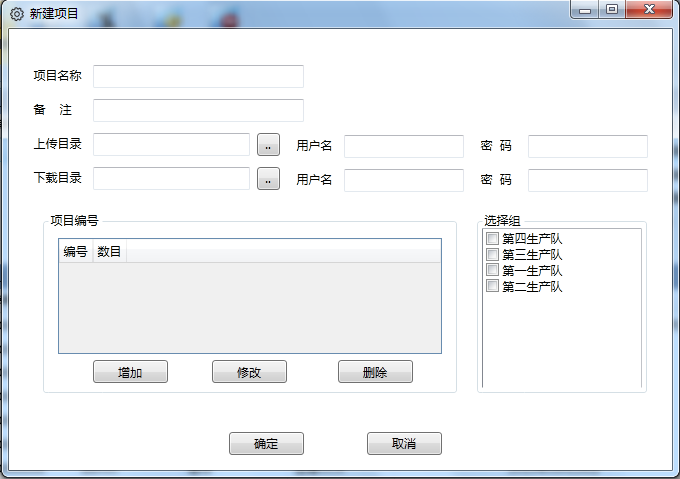 新建项目
项目名称
备 注
上传目录 .. 用户名 密 码
下载目录 .. 用户名 密 码
项目编号
编号 数目
增加 修改 删除
选择组
第四生产队
第三生产队
第一生产队
第二生产队
确定 取消